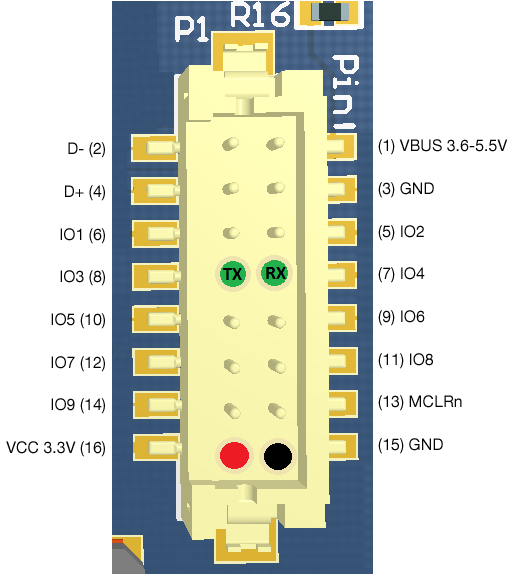 P1 R16
Pin1
D- (2) (1) VBUS 3.6-5.5V
D+ (4) (3) GND
IO1 (6) (5) IO2
IO3 (8) TX RX (7) IO4
IO5 (10) (9) IO6
IO7 (12) (11) IO8
IO9 (14) (13) MCLRn
VCC 3.3V (16) (15) GND